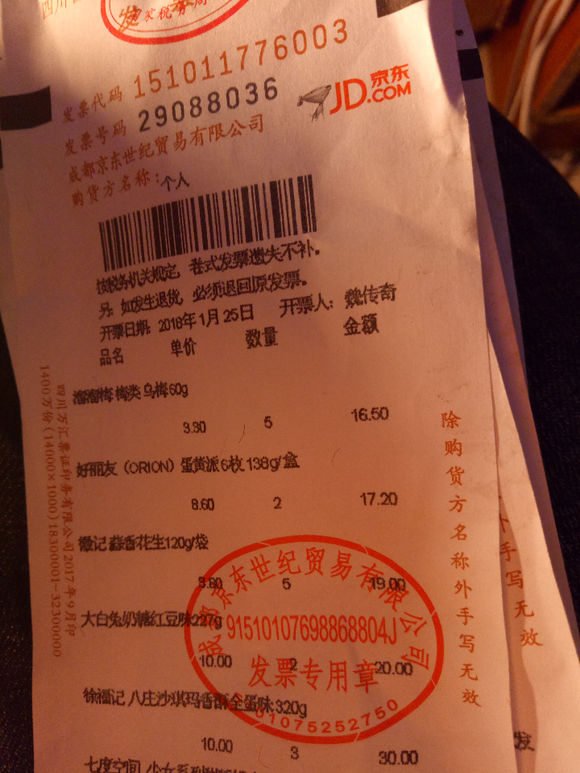 发票代码 151011776003
发票号码 29088036
JD.COM 京东
成都京东世纪贸易有限公司
购货方名称：个人
按税务机关规定，卷式发票遗失不补。
另：如发生退货，必须退回原发票。
开票日期：2018年1月25日 开票人：魏传奇
品名 单价 数量 金额
溜溜梅 梅类 乌梅60g
3.30 5 16.50
好丽友（ORION）蛋黄派 6枚 138g/盒
8.60 2 17.20
徽记 蒜香花生120g/袋
3.80 5 19.00
大白兔奶糖红豆味227g
10.00 2 20.00
徐福记 八庄沙琪玛香酥全蛋味 320g
10.00 3 30.00
七度空间 少女系列
成都京东世纪贸易有限公司
91510107698868804J
发票专用章
01075252750
除购货方名称外手写无效
外手写无效
发
四川万汇票证印务有限公司2017年9月印
1400万份(14000×1000)18300001-32300000